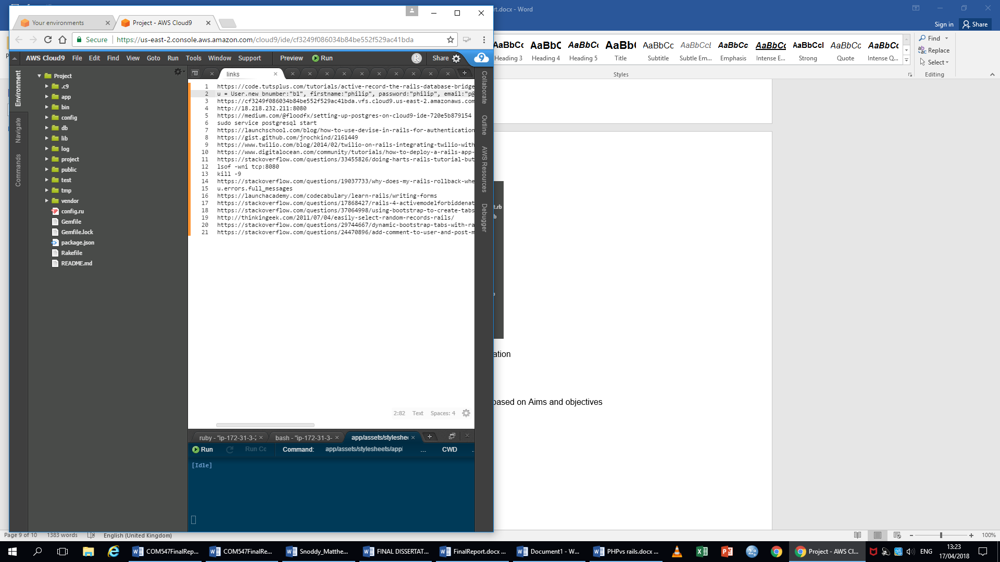 rt.docx - Word
Sign in
Share
Your environments
Project - AWS Cloud9
Secure
https://us-east-2.console.aws.amazon.com/cloud9/ide/cf3249f086034b84be552f529ac41bda
AWS Cloud9 File Edit Find View Goto Run Tools Window Support Preview Run R Share 9
AaBbCc AaBbC AaBbCc AaBb AaBbCc AaBbCcL AaBbCc AaBbCc AaBbCcl AaBbCc AaBbCc
Heading 3 Heading 4 Heading 5 Title Subtitle Subtle Em... Emphasis Intense E... Strong Quote Intense Q...
Find
Replace
Select
Styles
Editing
Environment
Navigate
Commands
Project
.c9
app
bin
config
db
lib
log
project
public
test
tmp
vendor
config.ru
Gemfile
Gemfile.lock
package.json
Rakefile
README.md
links
1 https://code.tutsplus.com/tutorials/active-record-the-rails-database-bridge
2 u = User.new bnumber:"b1", firstname:"philip", password:"philip", email:"p@
3 https://cf3249f086034b84be552f529ac41bda.vfs.cloud9.us-east-2.amazonaws.com
4 http://18.218.232.211:8080
5 https://medium.com/@floodfx/setting-up-postgres-on-cloud9-ide-720e5b879154
6 sudo service postgresql start
7 https://launchschool.com/blog/how-to-use-devise-in-rails-for-authentication
8 https://gist.github.com/jrochkind/2161449
9 https://www.twilio.com/blog/2014/02/twilio-on-rails-integrating-twilio-with
10 https://www.digitalocean.com/community/tutorials/how-to-deploy-a-rails-app-
11 https://stackoverflow.com/questions/33455826/doing-harts-rails-tutorial-but
12 lsof -wni tcp:8080
13 kill -9
14 https://stackoverflow.com/questions/19037733/why-does-my-rails-rollback-whe
15 u.errors.full_messages
16 https://launchacademy.com/codecabulary/learn-rails/writing-forms
17 https://stackoverflow.com/questions/17868427/rails-4-activemodelforbiddenat
18 https://stackoverflow.com/questions/37064998/using-bootstrap-to-create-tabs
19 http://thinkingeek.com/2011/07/04/easily-select-random-records-rails/
20 https://stackoverflow.com/questions/29744667/dynamic-bootstrap-tabs-with-ra
21 https://stackoverflow.com/questions/24470896/add-comment-to-user-and-post-m
2:82 Text Spaces: 4
Collaborate
Outline
AWS Resources
Debugger
t.rb
ation
based on Aims and objectives
ruby - "ip-172-31-3-2
bash - "ip-172-31-3-
app/assets/styleshee
Run
Run Cc
Command:
app/assets/stylesheets/appl
...
CWD
[Idle]
Page 9 of 10
1383 words
English (United Kingdom)
100%
COM547FinalRep...
COM547FinalRe...
Snoddy_Matthe...
FINAL DISSERTAT...
FinalReport.docx ...
Document1 - W...
PHPvs rails.docx ...
Project - AWS Cl...
ENG
13:23
17/04/2018